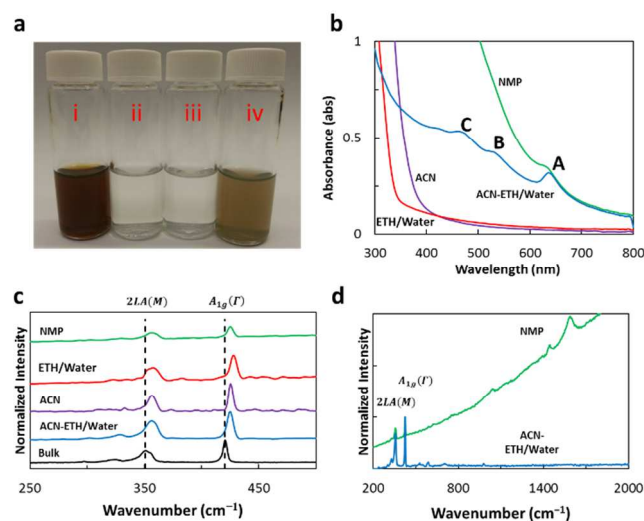 a
i
ii
iii
iv
b
1
0.5
0
Absorbance (abs)
NMP
C
B
A
ACN
ACN-ETH/Water
ETH/Water
300
400
500
600
700
800
Wavelength (nm)
c
2LA(M)
A1g(Γ)
NMP
ETH/Water
ACN
ACN-ETH/Water
Bulk
Normalized Intensity
250
350
450
Wavenumber (cm⁻¹)
d
NMP
A1g(Γ)
2LA(M)
ACN-
ETH/Water
Normalized Intensity
200
800
1400
2000
Wavenumber (cm⁻¹)